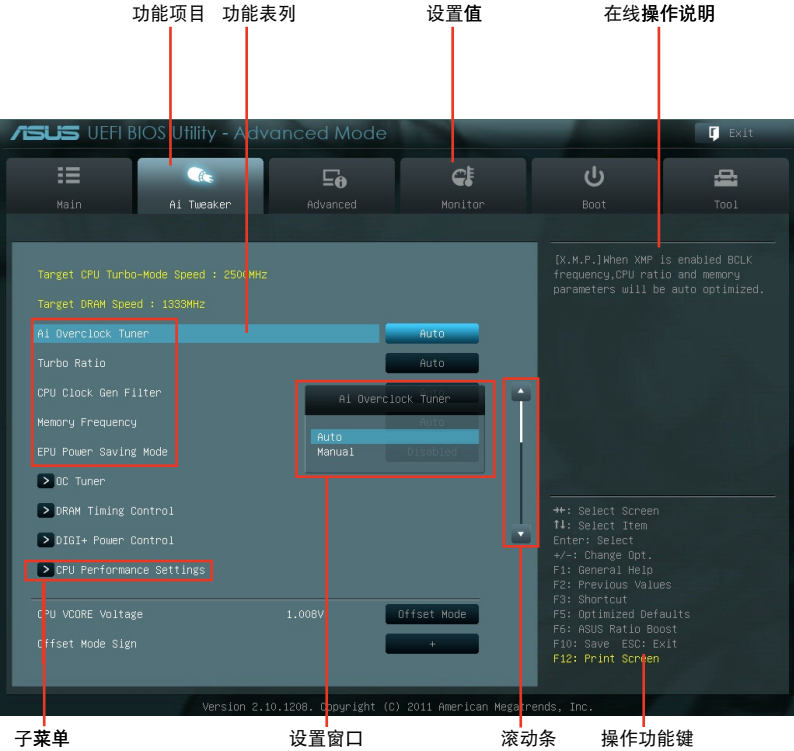 功能项目 功能表列 设置值 在线操作说明
ASUS UEFI BIOS Utility - Advanced Mode Exit
Main Ai Tweaker Advanced Monitor Boot Tool
[X.M.P.]When XMP is enabled BCLK
frequency,CPU ratio and memory
parameters will be auto optimized.
Target CPU Turbo-Mode Speed : 2500MHz
Target DRAM Speed : 1333MHz
Ai Overclock Tuner Auto
Turbo Ratio Auto
CPU Clock Gen Filter
Memory Frequency Auto
EPU Power Saving Mode Disabled
Ai Overclock Tuner
Auto
Manual
> OC Tuner
> DRAM Timing Control
> DIGI+ Power Control
> CPU Performance Settings
CPU VCORE Voltage 1.008V Offset Mode
Offset Mode Sign +
→←: Select Screen
↑↓: Select Item
Enter: Select
+/-: Change Opt.
F1: General Help
F2: Previous Values
F3: Shortcut
F5: Optimized Defaults
F6: ASUS Ratio Boost
F10: Save ESC: Exit
F12: Print Screen
Version 2.10.1208. Copyright (C) 2011 American Megatrends, Inc.
子菜单 设置窗口 滚动条 操作功能键